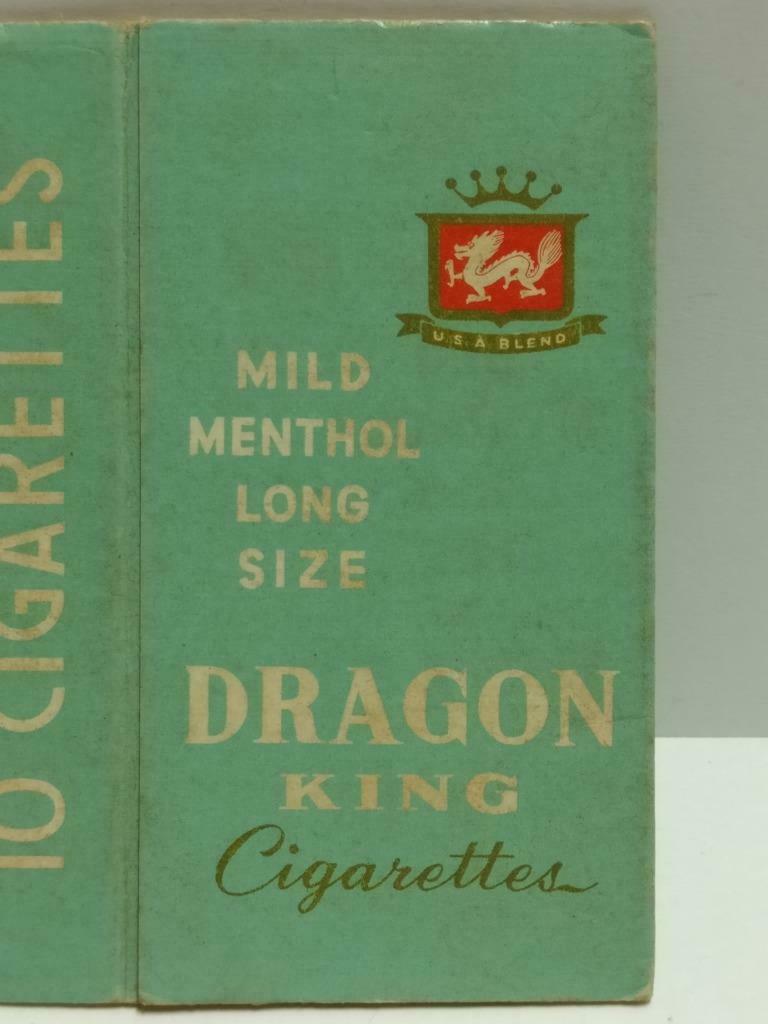 10 CIGARETTES
U.S.A BLEND
MILD
MENTHOL
LONG
SIZE
DRAGON
KING
Cigarettes